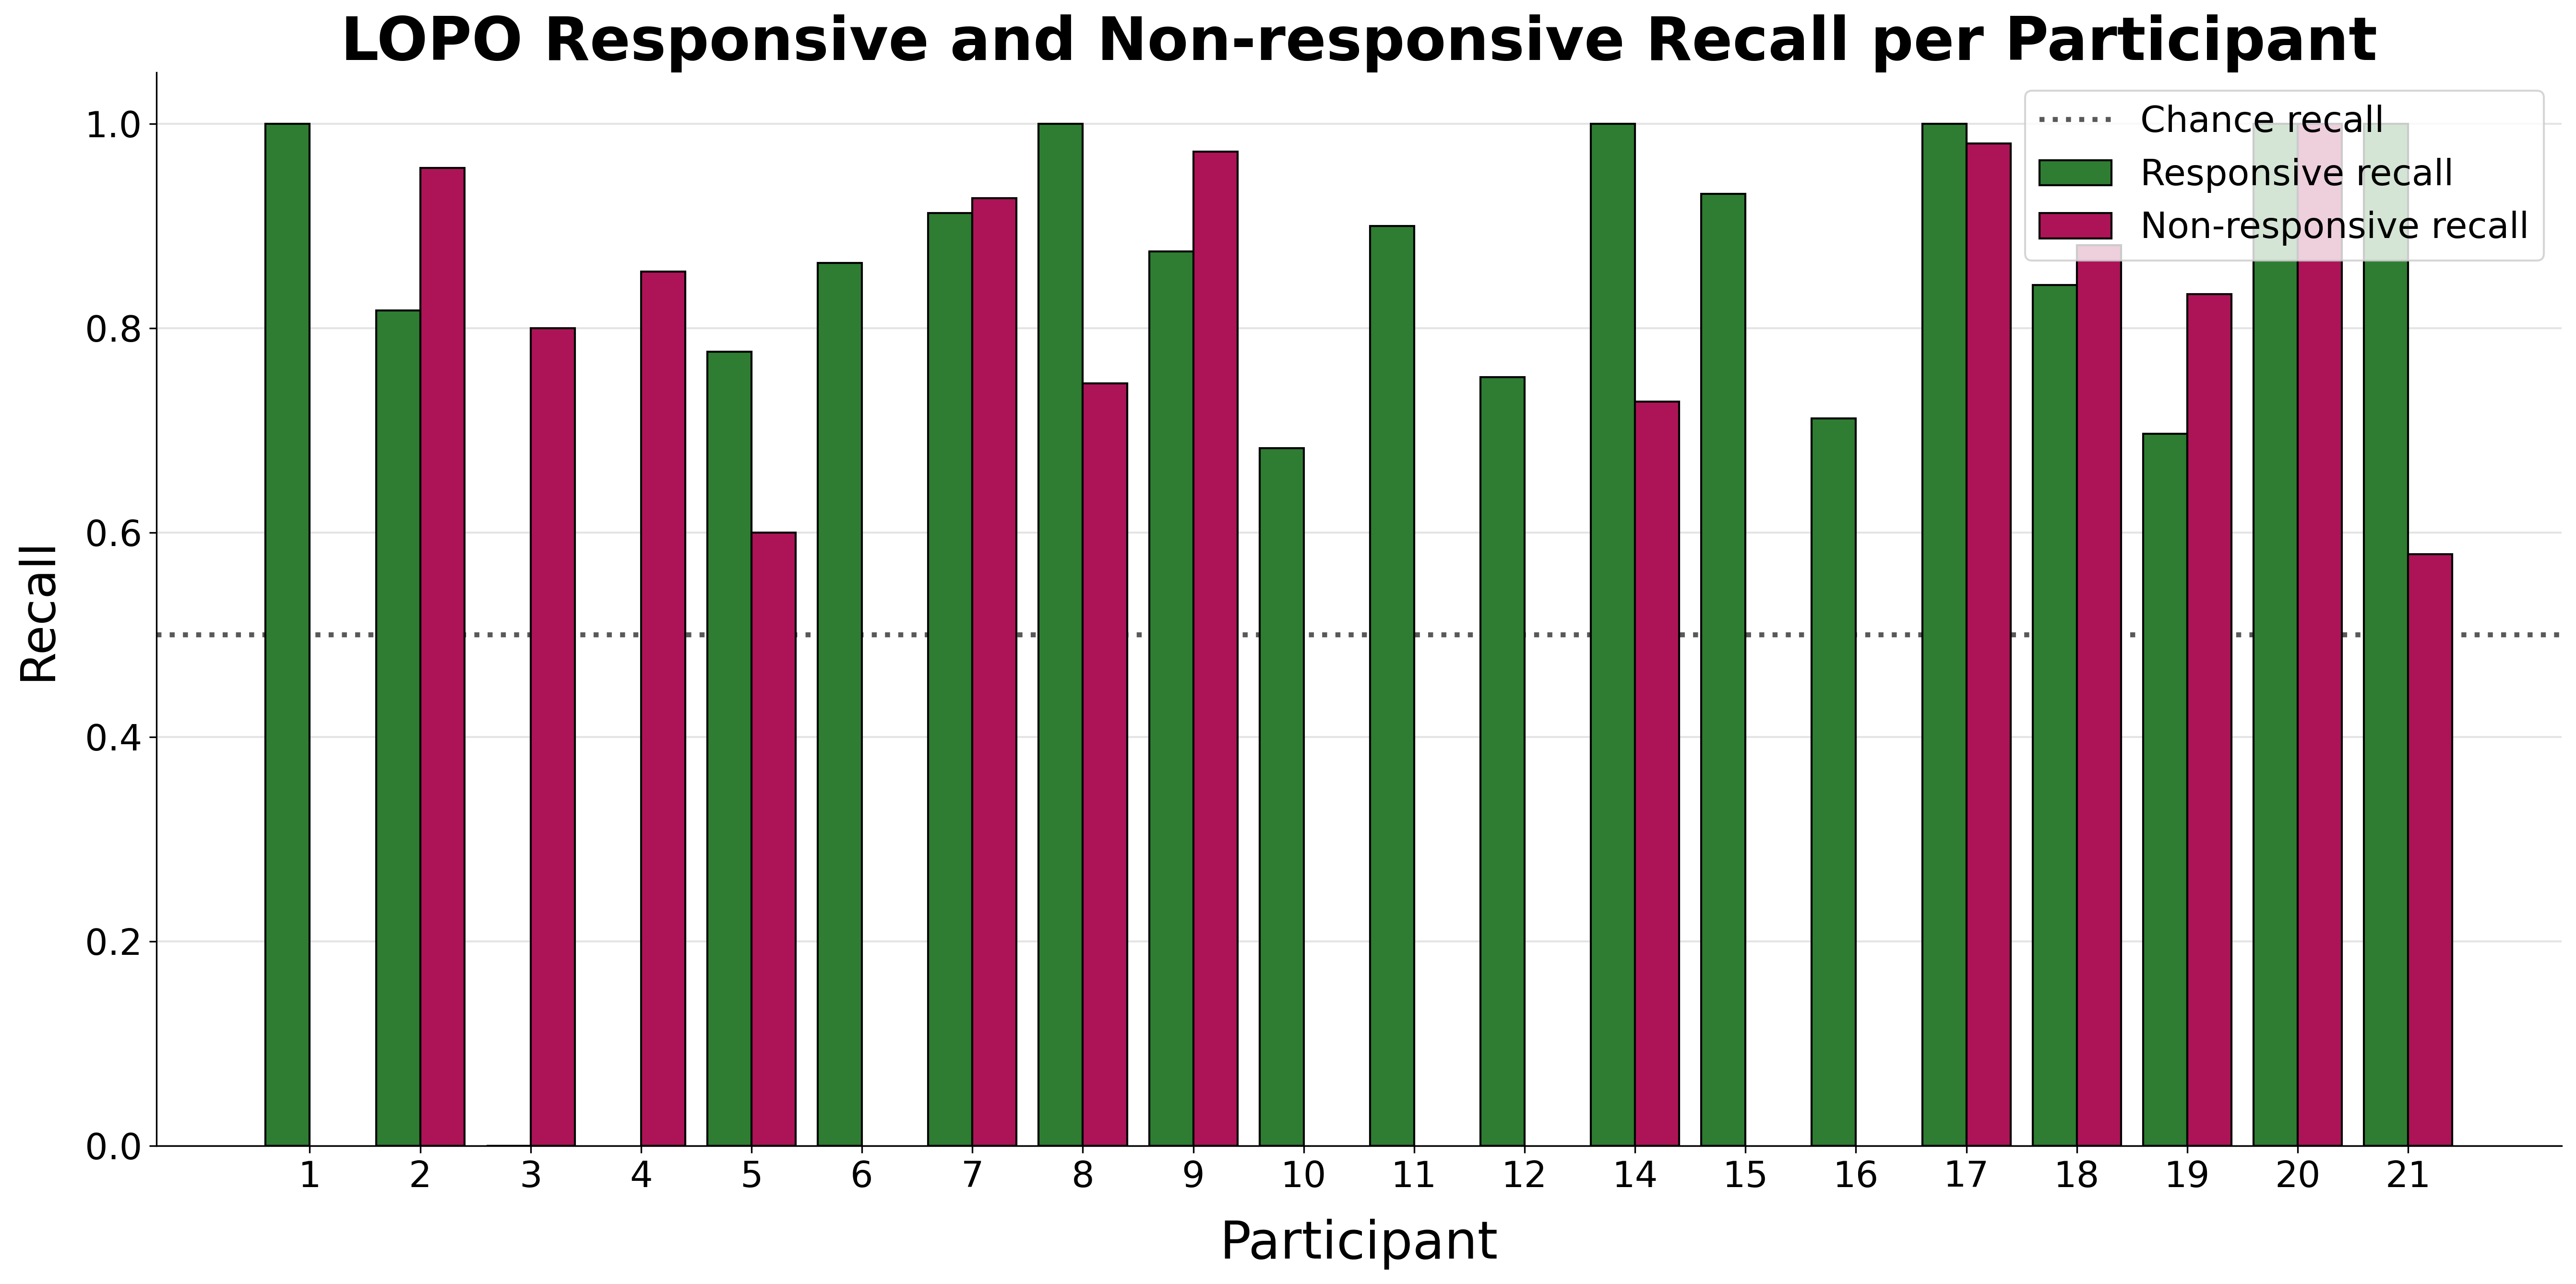 LOPO Responsive and Non-responsive Recall per Participant
Chance recall
Responsive recall
Non-responsive recall
Recall
1.0
0.8
0.6
0.4
0.2
0.0
1 2 3 4 5 6 7 8 9 10 11 12 14 15 16 17 18 19 20 21
Participant